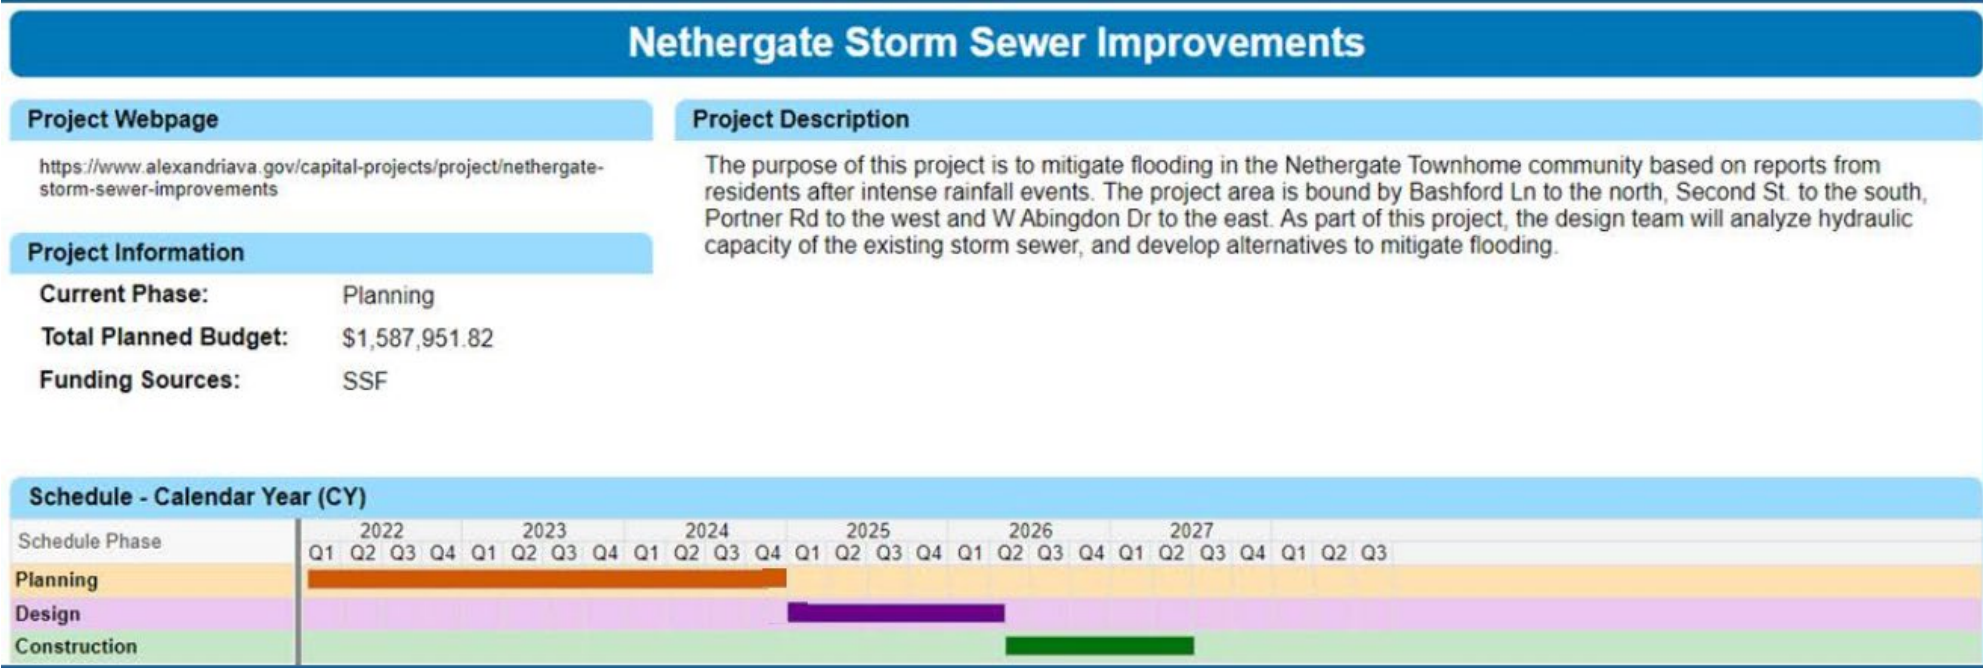 Nethergate Storm Sewer Improvements
Project Webpage
https://www.alexandriava.gov/capital-projects/project/nethergate-
storm-sewer-improvements
Project Description
The purpose of this project is to mitigate flooding in the Nethergate Townhome community based on reports from
residents after intense rainfall events. The project area is bound by Bashford Ln to the north, Second St. to the south,
Portner Rd to the west and W Abingdon Dr to the east. As part of this project, the design team will analyze hydraulic
capacity of the existing storm sewer, and develop alternatives to mitigate flooding.
Project Information
Current Phase: Planning
Total Planned Budget: $1,587,951.82
Funding Sources: SSF
Schedule - Calendar Year (CY)
Schedule Phase
2022 2023 2024 2025 2026 2027
Q1 Q2 Q3 Q4 Q1 Q2 Q3 Q4 Q1 Q2 Q3 Q4 Q1 Q2 Q3 Q4 Q1 Q2 Q3 Q4 Q1 Q2 Q3 Q4 Q1 Q2 Q3
Planning
Design
Construction